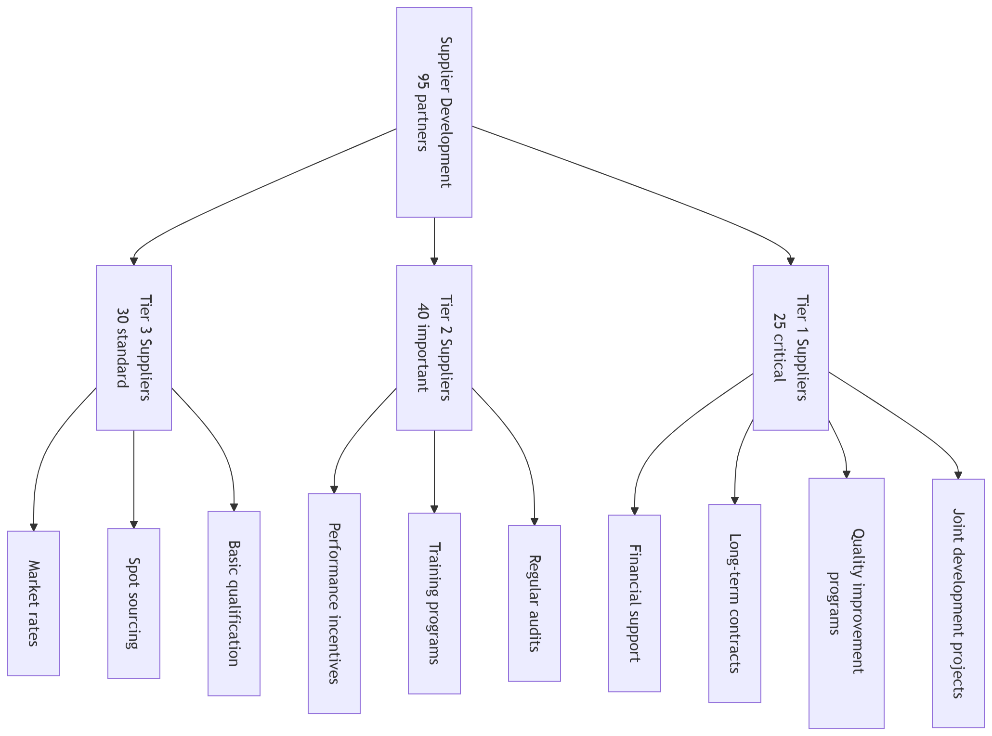 Supplier Development
95 partners
Tier 1 Suppliers
25 critical
Tier 2 Suppliers
40 important
Tier 3 Suppliers
30 standard
Joint development projects
Quality improvement
programs
Long-term contracts
Financial support
Regular audits
Training programs
Performance incentives
Basic qualification
Spot sourcing
Market rates